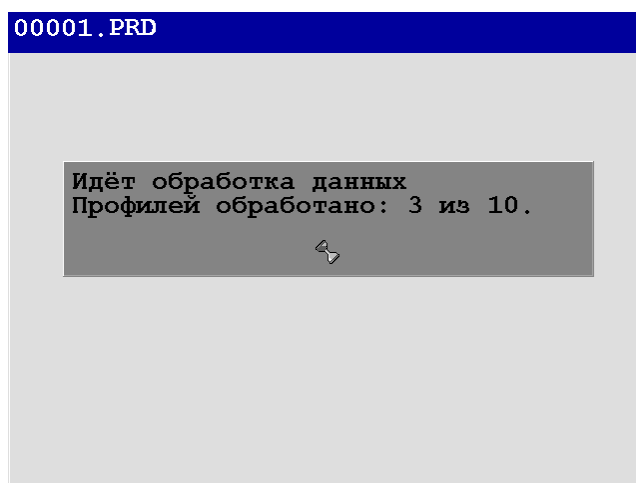 00001.PRD
Идёт обработка данных
Профилей обработано: 3 из 10.